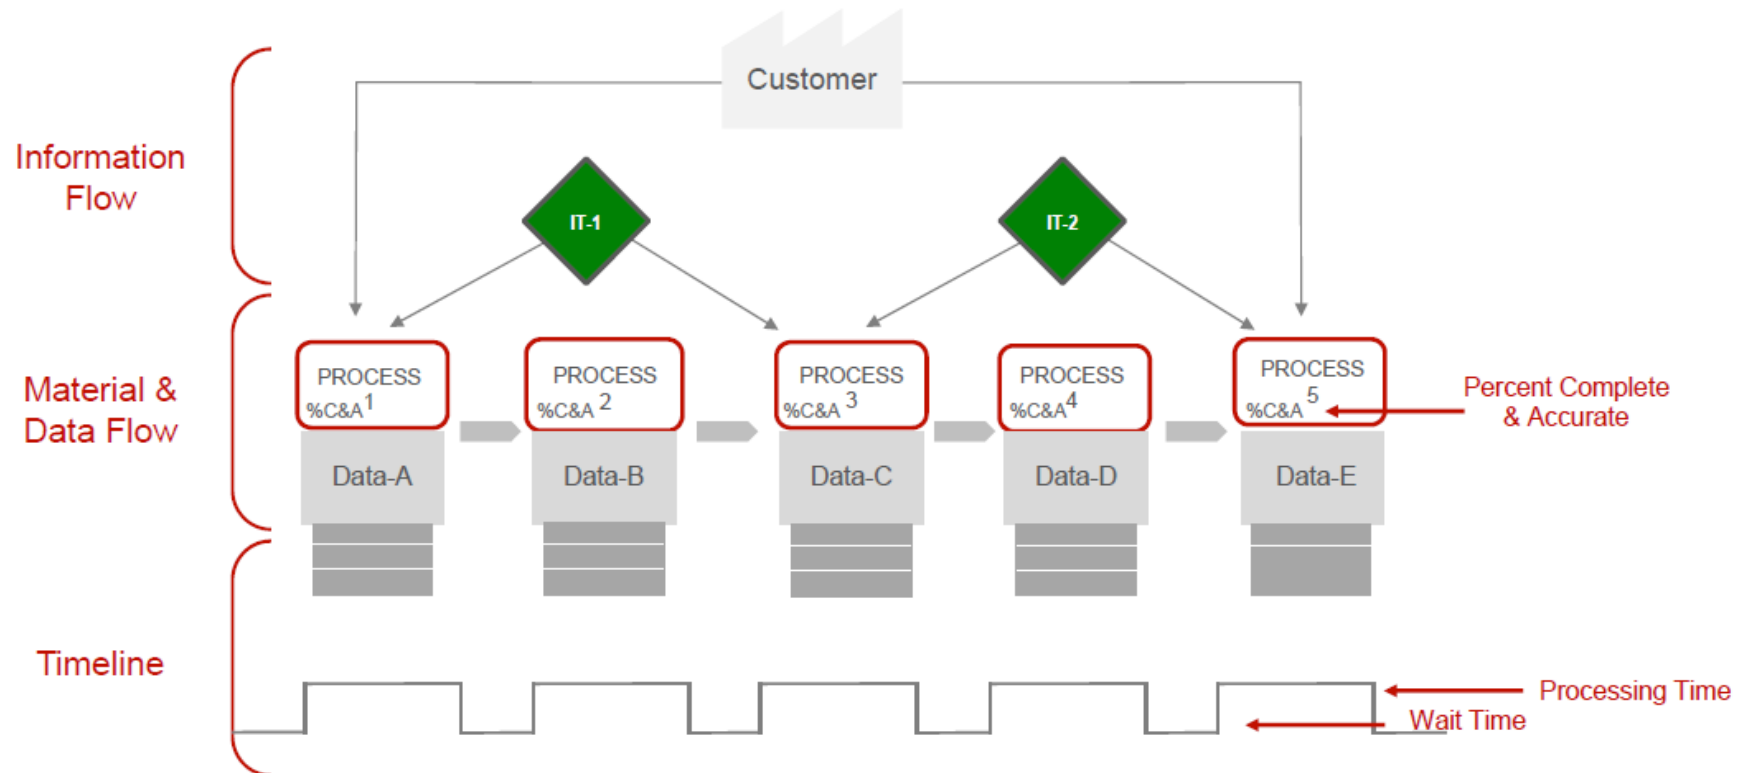 Customer
Information
Flow
IT-1
IT-2
Material &
Data Flow
PROCESS
%C&A 1
PROCESS
%C&A 2
PROCESS
%C&A 3
PROCESS
%C&A 4
PROCESS
%C&A 5
Percent Complete
& Accurate
Data-A
Data-B
Data-C
Data-D
Data-E
Timeline
Processing Time
Wait Time